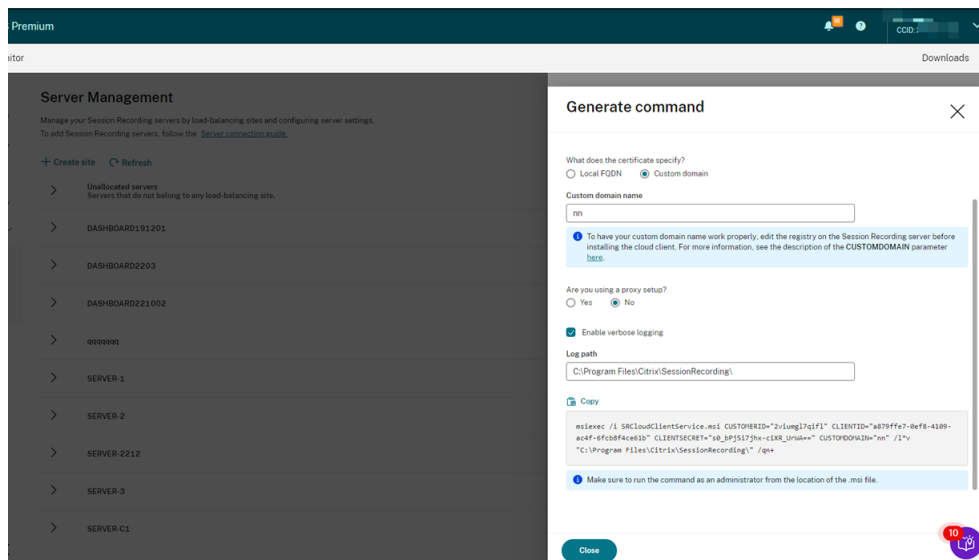 Premium
18
CCID:
Downloads
Server Management
Manage your Session Recording servers by load-balancing sites and configuring server settings.
To add Session Recording servers, follow the Server connection guide.
Create site
Refresh
Unallocated servers
Servers that do not belong to any load-balancing site.
DASHBOARD191201
DASHBOARD2203
DASHBOARD221002
qqqqqqq
SERVER-1
SERVER-2
SERVER-2212
SERVER-3
SERVER-C1
Generate command
What does the certificate specify?
Local FQDN
Custom domain
Custom domain name
nn
To have your custom domain name work properly, edit the registry on the Session Recording server before
installing the cloud client. For more information, see the description of the CUSTOMDOMAIN parameter
here.
Are you using a proxy setup?
Yes
No
Enable verbose logging
Log path
C:\Program Files\Citrix\SessionRecording\
Copy
msiexec /i SRCloudClientService.msi CUSTOMERID="2viumgl7qifl" CLIENTID="a879ffe7-0ef8-4109-
ac4f-6fcb8f4ce61b" CLIENTSECRET="s0_bPjSi7jhx-ciXR_UrWA==" CUSTOMDOMAIN="nn" /l*v
"C:\Program Files\Citrix\SessionRecording\" /qn+
Make sure to run the command as an administrator from the location of the .msi file.
Close
10